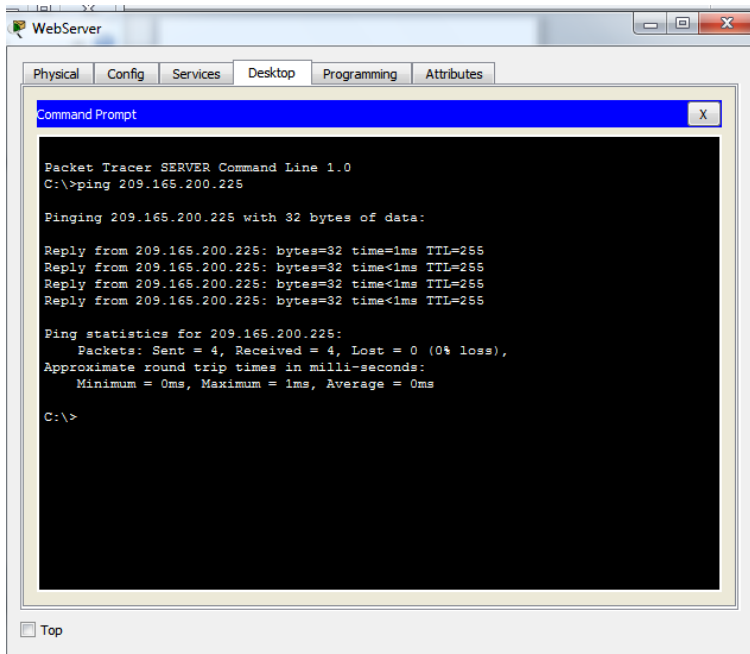 WebServer
Physical Config Services Desktop Programming Attributes
Command Prompt X
Packet Tracer SERVER Command Line 1.0
C:\>ping 209.165.200.225
Pinging 209.165.200.225 with 32 bytes of data:
Reply from 209.165.200.225: bytes=32 time=1ms TTL=255
Reply from 209.165.200.225: bytes=32 time<1ms TTL=255
Reply from 209.165.200.225: bytes=32 time<1ms TTL=255
Reply from 209.165.200.225: bytes=32 time<1ms TTL=255
Ping statistics for 209.165.200.225:
Packets: Sent = 4, Received = 4, Lost = 0 (0% loss),
Approximate round trip times in milli-seconds:
Minimum = 0ms, Maximum = 1ms, Average = 0ms
C:\>
Top